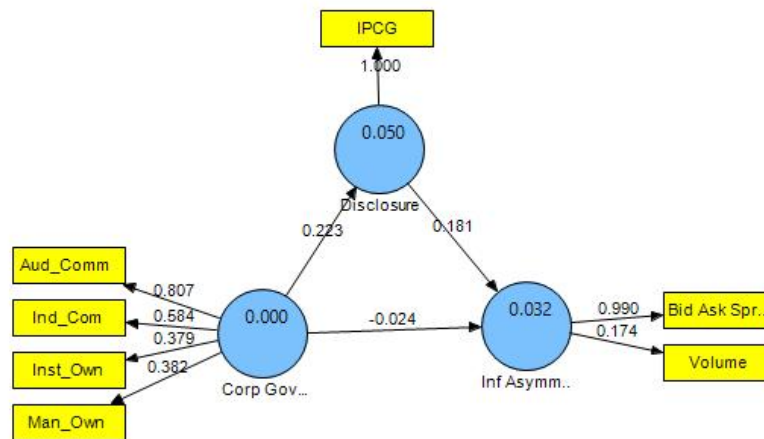 IPCG
1.000
0.050
Disclosure
0.223
0.181
Aud_Comm
0.807
Ind_Com
0.584
0.000
-0.024
0.032
0.990
Bid Ask Spr..
0.174
Volume
Inst_Own
0.379
0.382
Corp Gov...
Inf Asymm..
Man_Own